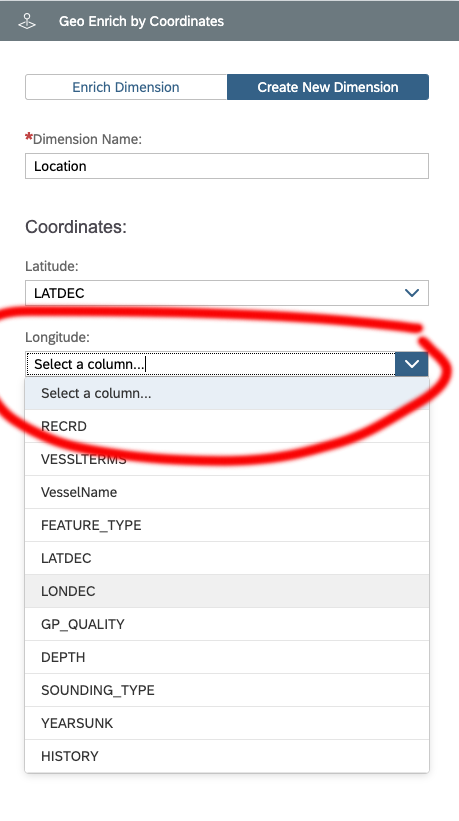 Geo Enrich by Coordinates
Enrich Dimension
Create New Dimension
*Dimension Name:
Location
Coordinates:
Latitude:
LATDEC
Longitude:
Select a column...
Select a column...
RECRD
VESSLTERMS
VesselName
FEATURE_TYPE
LATDEC
LONDEC
GP_QUALITY
DEPTH
SOUNDING_TYPE
YEARSUNK
HISTORY